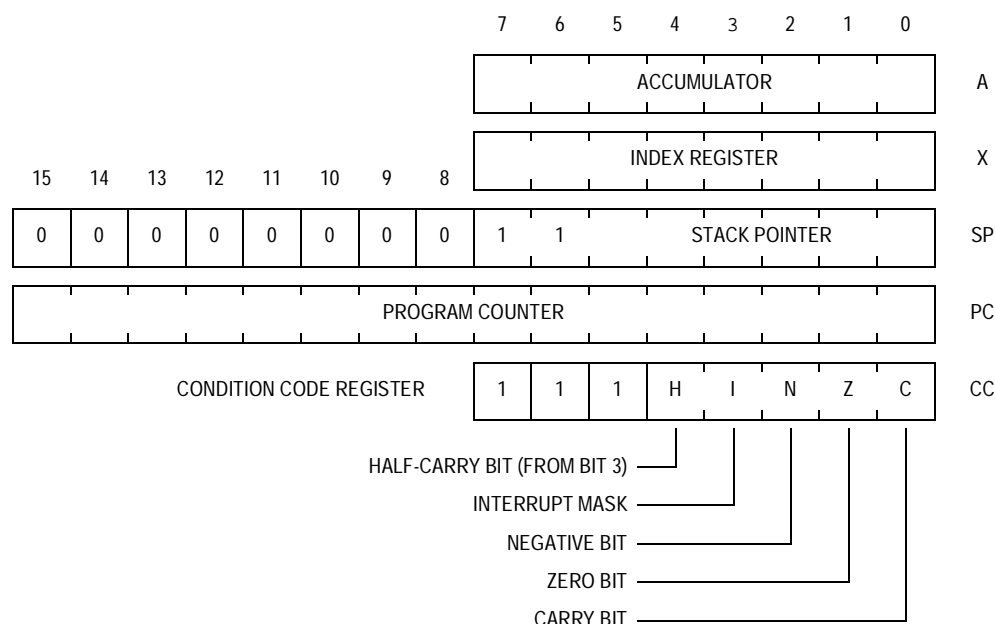 7 6 5 4 3 2 1 0
ACCUMULATOR A
INDEX REGISTER X
15 14 13 12 11 10 9 8
0 0 0 0 0 0 0 0 1 1 STACK POINTER SP
PROGRAM COUNTER PC
CONDITION CODE REGISTER 1 1 1 H I N Z C CC
HALF-CARRY BIT (FROM BIT 3)
INTERRUPT MASK
NEGATIVE BIT
ZERO BIT
CARRY BIT